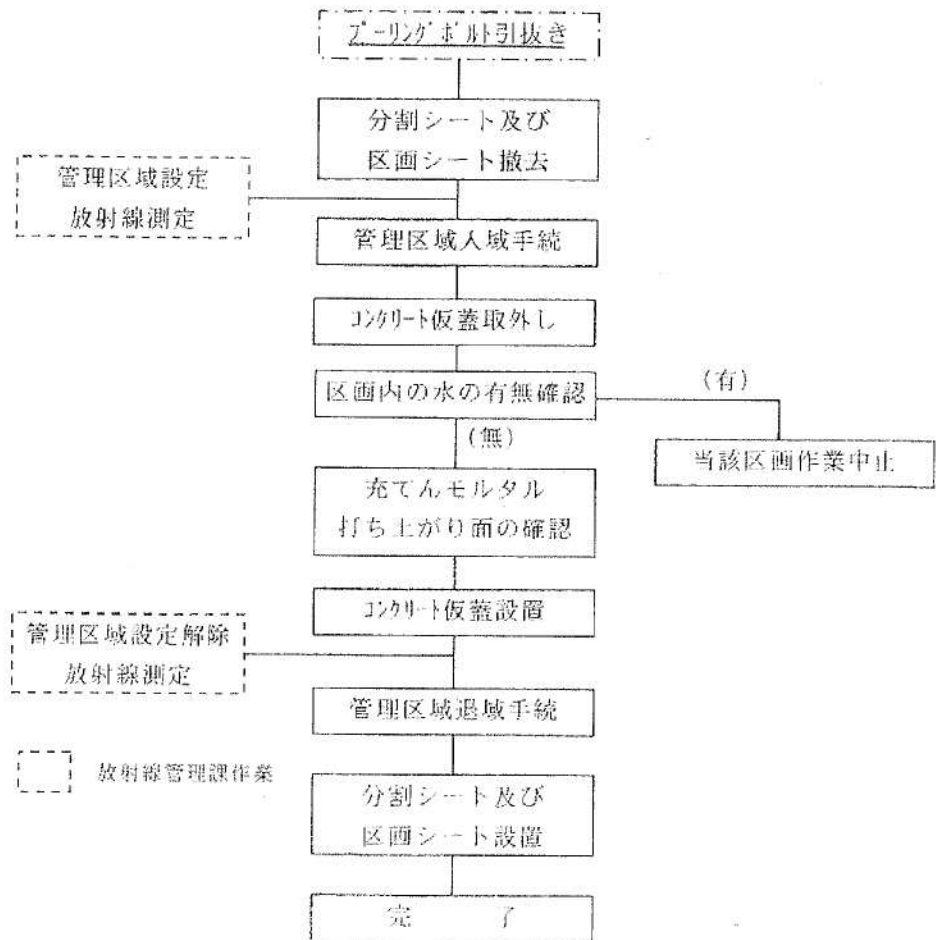 プーリングボルト引抜き
分割シート及び
区画シート撤去
管理区域設定
放射線測定
管理区域入域手続
コンクリート仮蓋取外し
区画内の水の有無確認
(有)
(無)
当該区画作業中止
充てんモルタル
打ち上がり面の確認
コンクリート仮蓋設置
管理区域設定解除
放射線測定
管理区域退域手続
放射線管理課作業
分割シート及び
区画シート設置
完 了